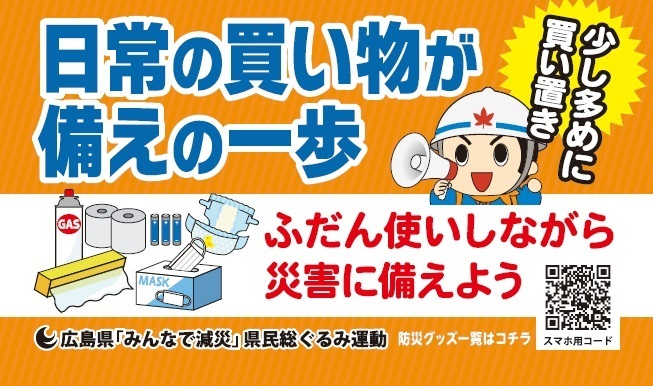 日常の買い物が
備えの一歩
少し多めに
買い置き
GAS
MASK
ふだん使いしながら
災害に備えよう
広島県「みんなで減災」県民総ぐるみ運動
防災グッズ一覧はコチラ
スマホ用コード